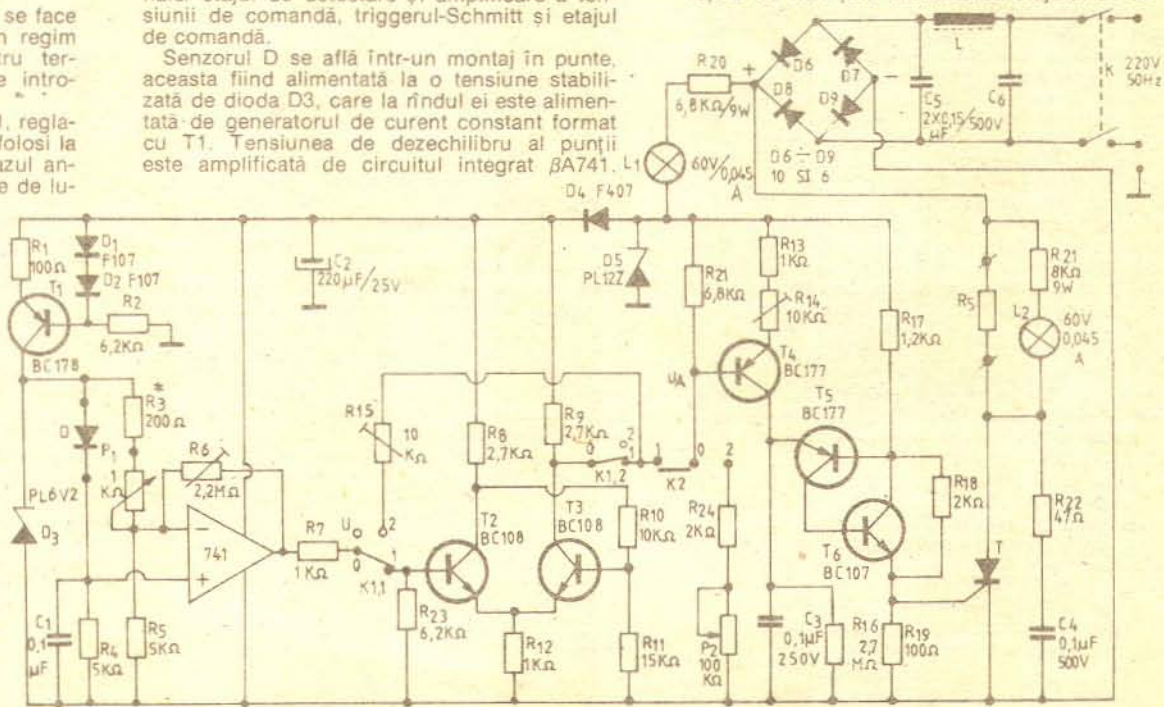 se face
n regim
tru ter-
e intro-
l, regla-
folosi la
azul an-
e de lu-
siunii de comandă, triggerul-Schmitt și etajul
de comandă.
Senzorul D se află într-un montaj în punte,
aceasta fiind alimentată la o tensiune stabili-
zată de dioda D3, care la rîndul ei este alimen-
tată de generatorul de curent constant format
cu T1. Tensiunea de dezechilibru al punții
este amplificată de circuitul integrat βA741.
R20
6,8KΩ/9W
+
−
D6
D7
D8
D9
D6 ÷ D9
10 SI 6
L
C5
2X0,15/500V
μF
C6
K
220V
50Hz
L1
60V/0,045
A
D4 F407
R1
100Ω
D1
F107
D2 F107
T1
R2
6,2KΩ
BC178
C2
220μF/25V
D5
PL12Z
R21
6,8KΩ
R13
1KΩ
R14
10KΩ
R17
1,2KΩ
R5
R21
8KΩ
9W
L2
60V
0,045
A
T4
BC177
UA
T5
BC177
R3 *
200Ω
D
P1
1
KΩ
R6
2,2MΩ
PL6V2
D3
741
−
+
R7
1KΩ
U
0
2
1
K1,1
R15
10
KΩ
R8
2,7KΩ
R9
2,7KΩ
0
2
1
K1,2
1
K2
0
2
T2
BC108
T3
BC108
R10
10KΩ
R24
2KΩ
T6
BC107
R18
2KΩ
R22
47Ω
T
C1
0,1
μF
R4
5KΩ
R5
5KΩ
R23
6,2KΩ
R12
1KΩ
R11
15KΩ
P2
100
KΩ
C3
0,1μF
250V
R16
2,7
MΩ
R19
100Ω
C4
0,1μF
500V